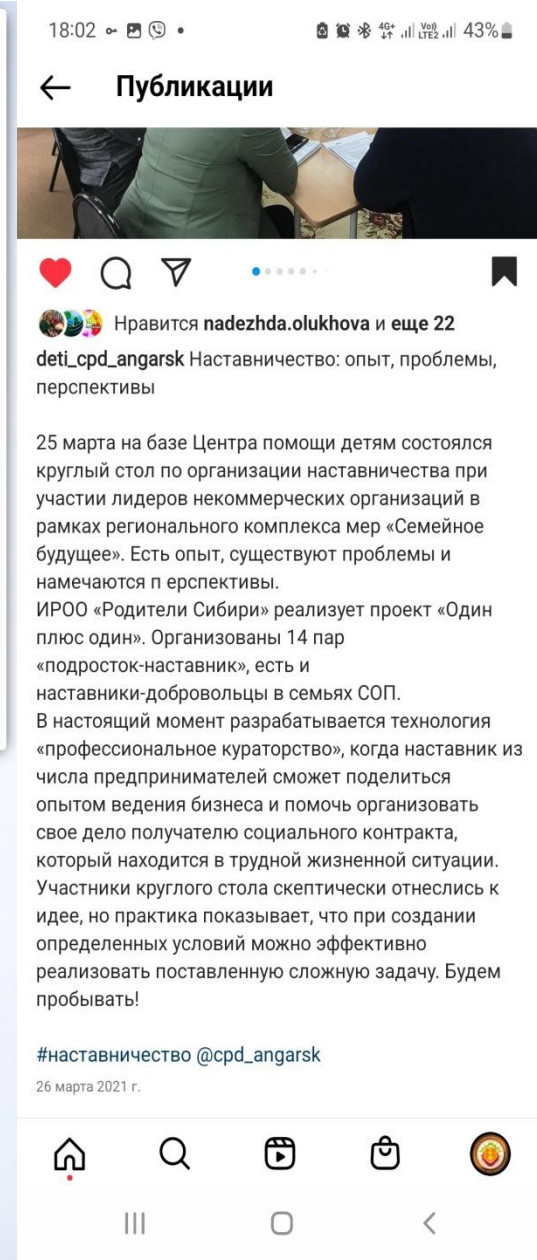 18:02
4G+ Vo)) LTE2 43%
Публикации
Нравится nadezhda.olukhova и еще 22
deti_cpd_angarsk Наставничество: опыт, проблемы,
перспективы
25 марта на базе Центра помощи детям состоялся
круглый стол по организации наставничества при
участии лидеров некоммерческих организаций в
рамках регионального комплекса мер «Семейное
будущее». Есть опыт, существуют проблемы и
намечаются п ерспективы.
ИРОО «Родители Сибири» реализует проект «Один
плюс один». Организованы 14 пар
«подросток-наставник», есть и
наставники-добровольцы в семьях СОП.
В настоящий момент разрабатывается технология
«профессиональное кураторство», когда наставник из
числа предпринимателей сможет поделиться
опытом ведения бизнеса и помочь организовать
свое дело получателю социального контракта,
который находится в трудной жизненной ситуации.
Участники круглого стола скептически отнеслись к
идее, но практика показывает, что при создании
определенных условий можно эффективно
реализовать поставленную сложную задачу. Будем
пробывать!
#наставничество @cpd_angarsk
26 марта 2021 г.